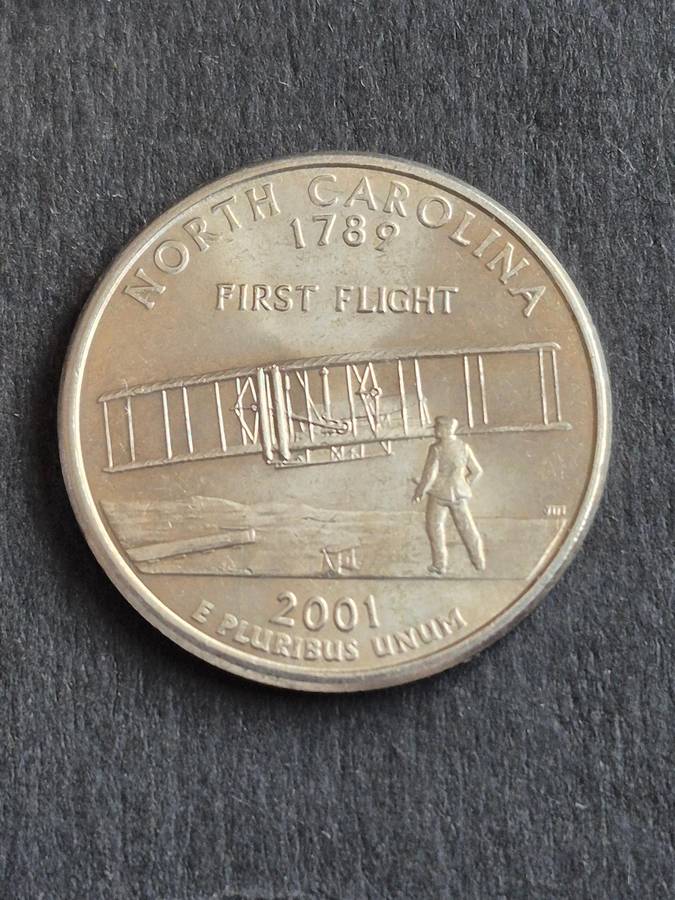 NORTH CAROLINA
1789
FIRST FLIGHT
2001
E PLURIBUS UNUM